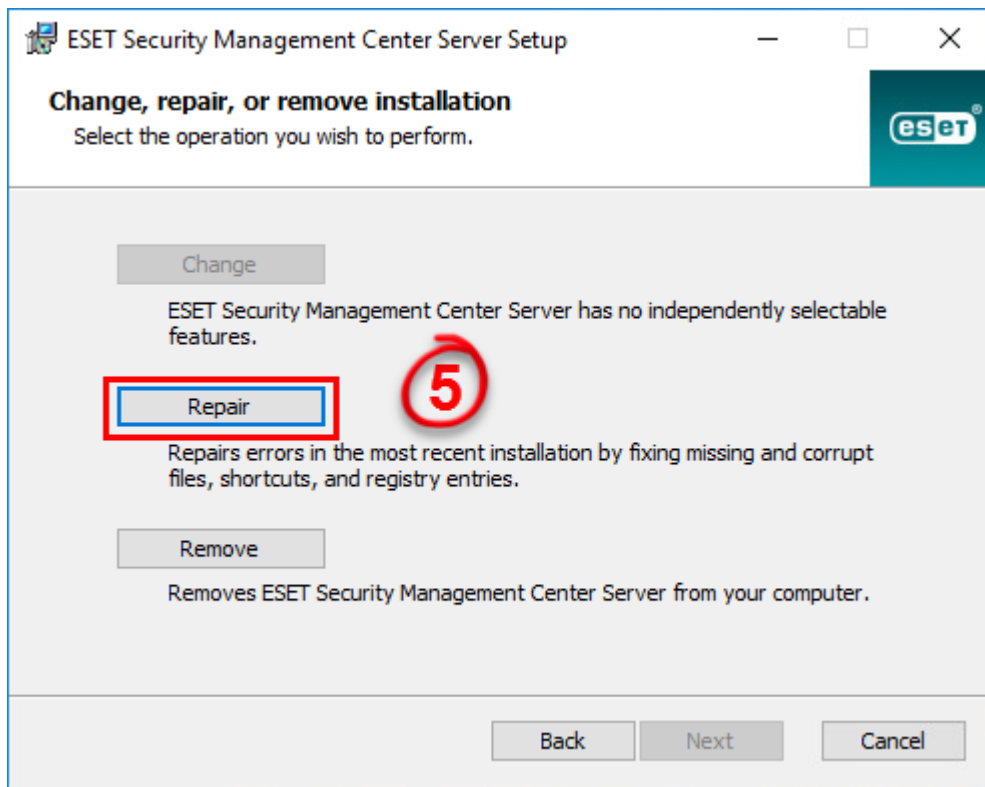 ESET Security Management Center Server Setup
Change, repair, or remove installation
Select the operation you wish to perform.
eseT®
Change
ESET Security Management Center Server has no independently selectable
features.
5
Repair
Repairs errors in the most recent installation by fixing missing and corrupt
files, shortcuts, and registry entries.
Remove
Removes ESET Security Management Center Server from your computer.
Back
Next
Cancel